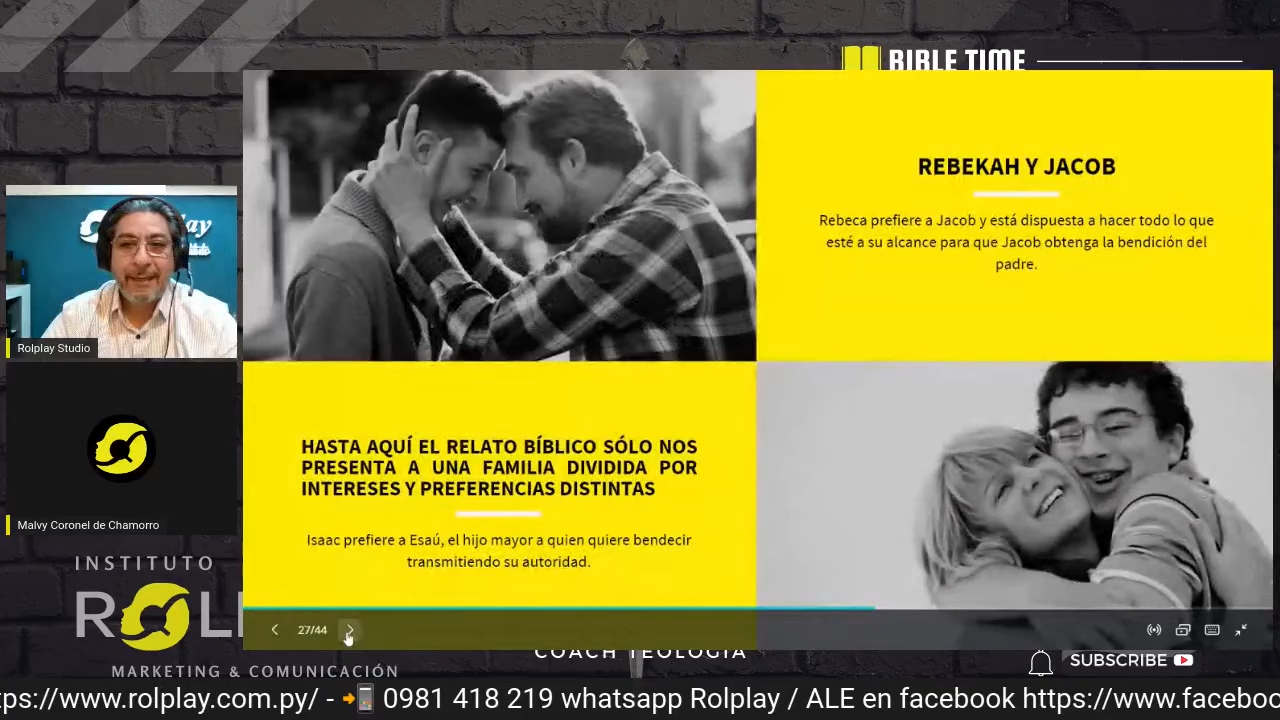 BIBLE TIME
REBEKAH Y JACOB
Rebeca prefiere a Jacob y está dispuesta a hacer todo lo que
esté a su alcance para que Jacob obtenga la bendición del
padre.
Rolplay Studio
HASTA AQUÍ EL RELATO BÍBLICO SÓLO NOS
PRESENTA A UNA FAMILIA DIVIDIDA POR
INTERESES Y PREFERENCIAS DISTINTAS
Isaac prefiere a Esaú, el hijo mayor a quien quiere bendecir
transmitiendo su autoridad.
Malvy Coronel de Chamorro
INSTITUTO
27/44
MARKETING & COMUNICACIÓN
COACH TEOLOGÍA
SUBSCRIBE
ps://www.rolplay.com.py/ - 0981 418 219 whatsapp Rolplay / ALE en facebook https://www.faceboo